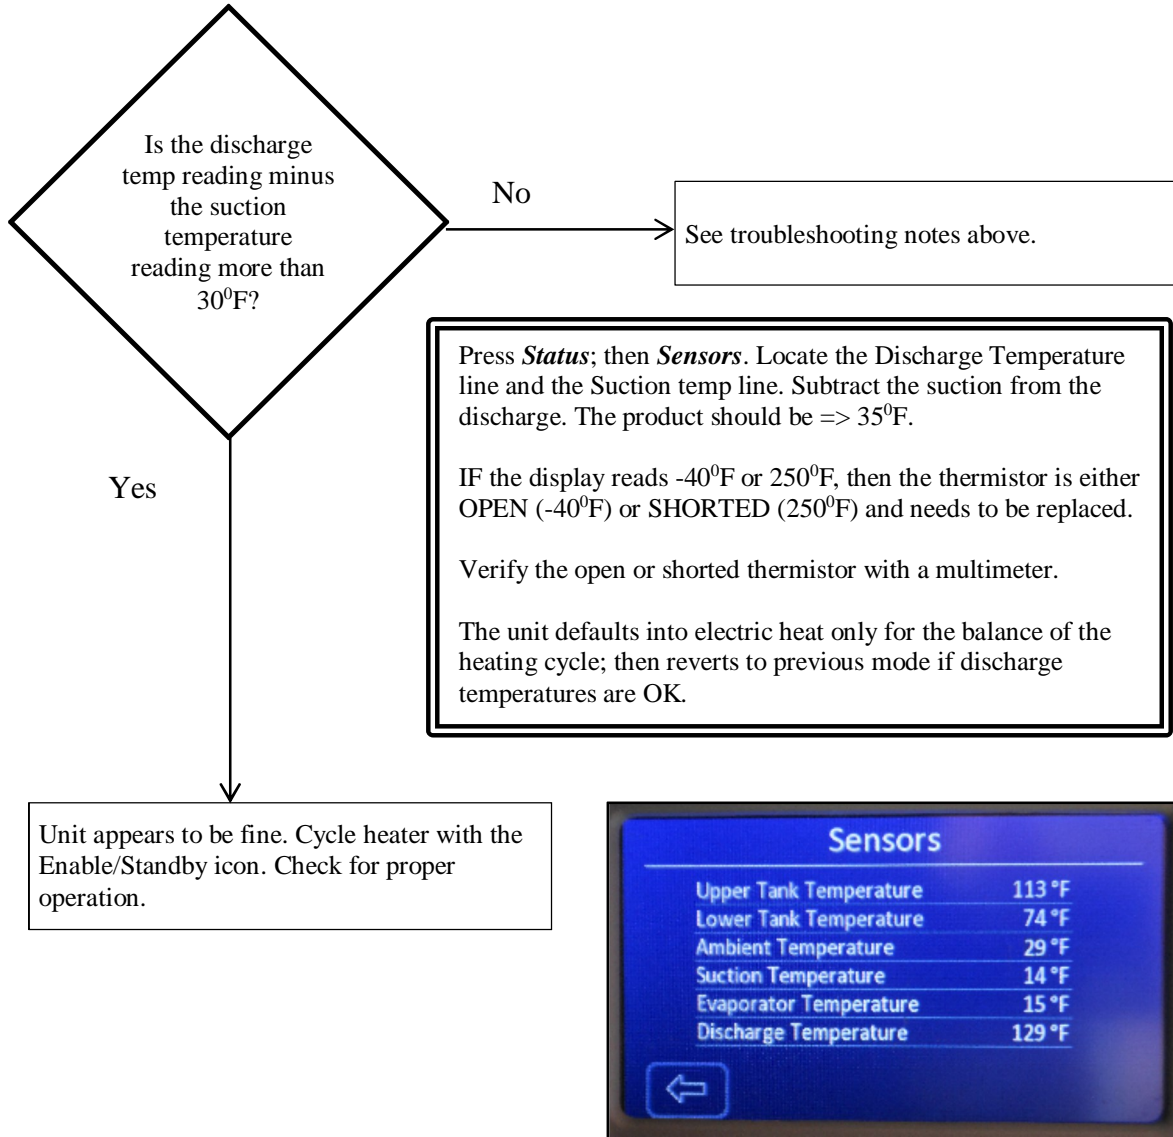 Is the discharge
temp reading minus
the suction
temperature
reading more than
30⁰F?
No
See troubleshooting notes above.
Press Status; then Sensors. Locate the Discharge Temperature
line and the Suction temp line. Subtract the suction from the
discharge. The product should be => 35⁰F.
IF the display reads -40⁰F or 250⁰F, then the thermistor is either
OPEN (-40⁰F) or SHORTED (250⁰F) and needs to be replaced.
Verify the open or shorted thermistor with a multimeter.
The unit defaults into electric heat only for the balance of the
heating cycle; then reverts to previous mode if discharge
temperatures are OK.
Yes
Unit appears to be fine. Cycle heater with the
Enable/Standby icon. Check for proper
operation.
Sensors
Upper Tank Temperature 113 °F
Lower Tank Temperature 74 °F
Ambient Temperature 29 °F
Suction Temperature 14 °F
Evaporator Temperature 15 °F
Discharge Temperature 129 °F